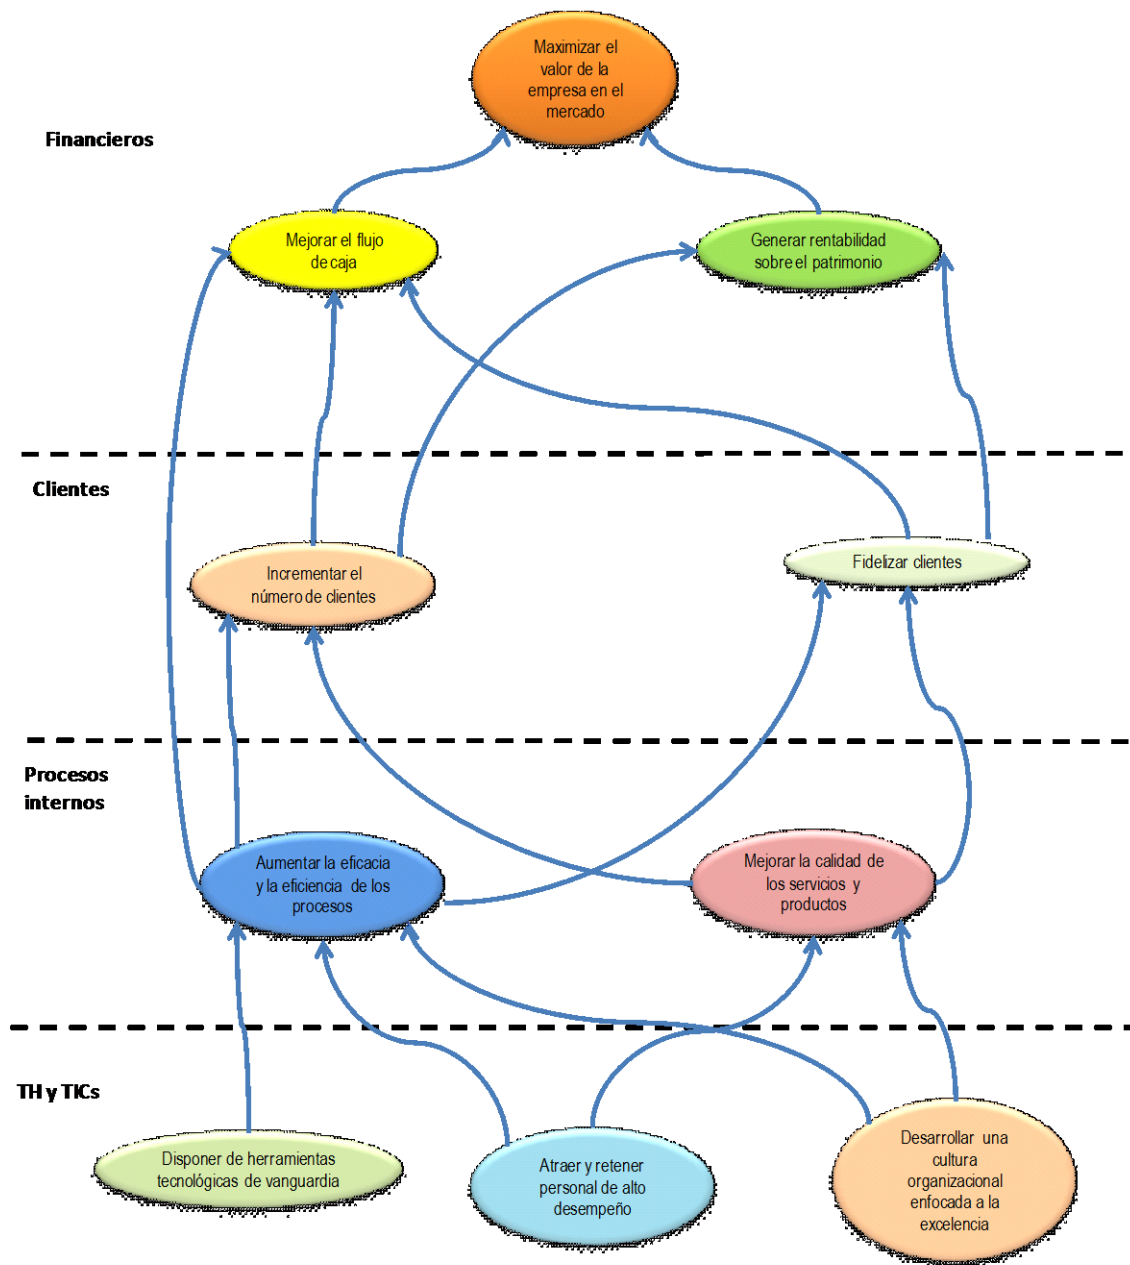 Maximizar el
valor de la
empresa en el
mercado
Financieros
Mejorar el flujo
de caja
Generar rentabilidad
sobre el patrimonio
Clientes
Incrementar el
número de clientes
Fidelizar clientes
Procesos
internos
Aumentar la eficacia
y la eficiencia de los
procesos
Mejorar la calidad de
los servicios y
productos
TH y TICs
Disponer de herramientas
tecnológicas de vanguardia
Atraer y retener
personal de alto
desempeño
Desarrollar una
cultura
organizacional
enfocada a la
excelencia